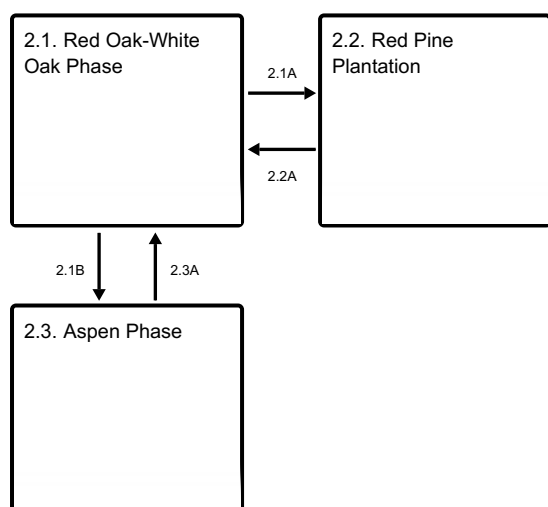 2.1. Red Oak-White
Oak Phase
2.2. Red Pine
Plantation
2.1A
2.2A
2.1B
2.3A
2.3. Aspen Phase